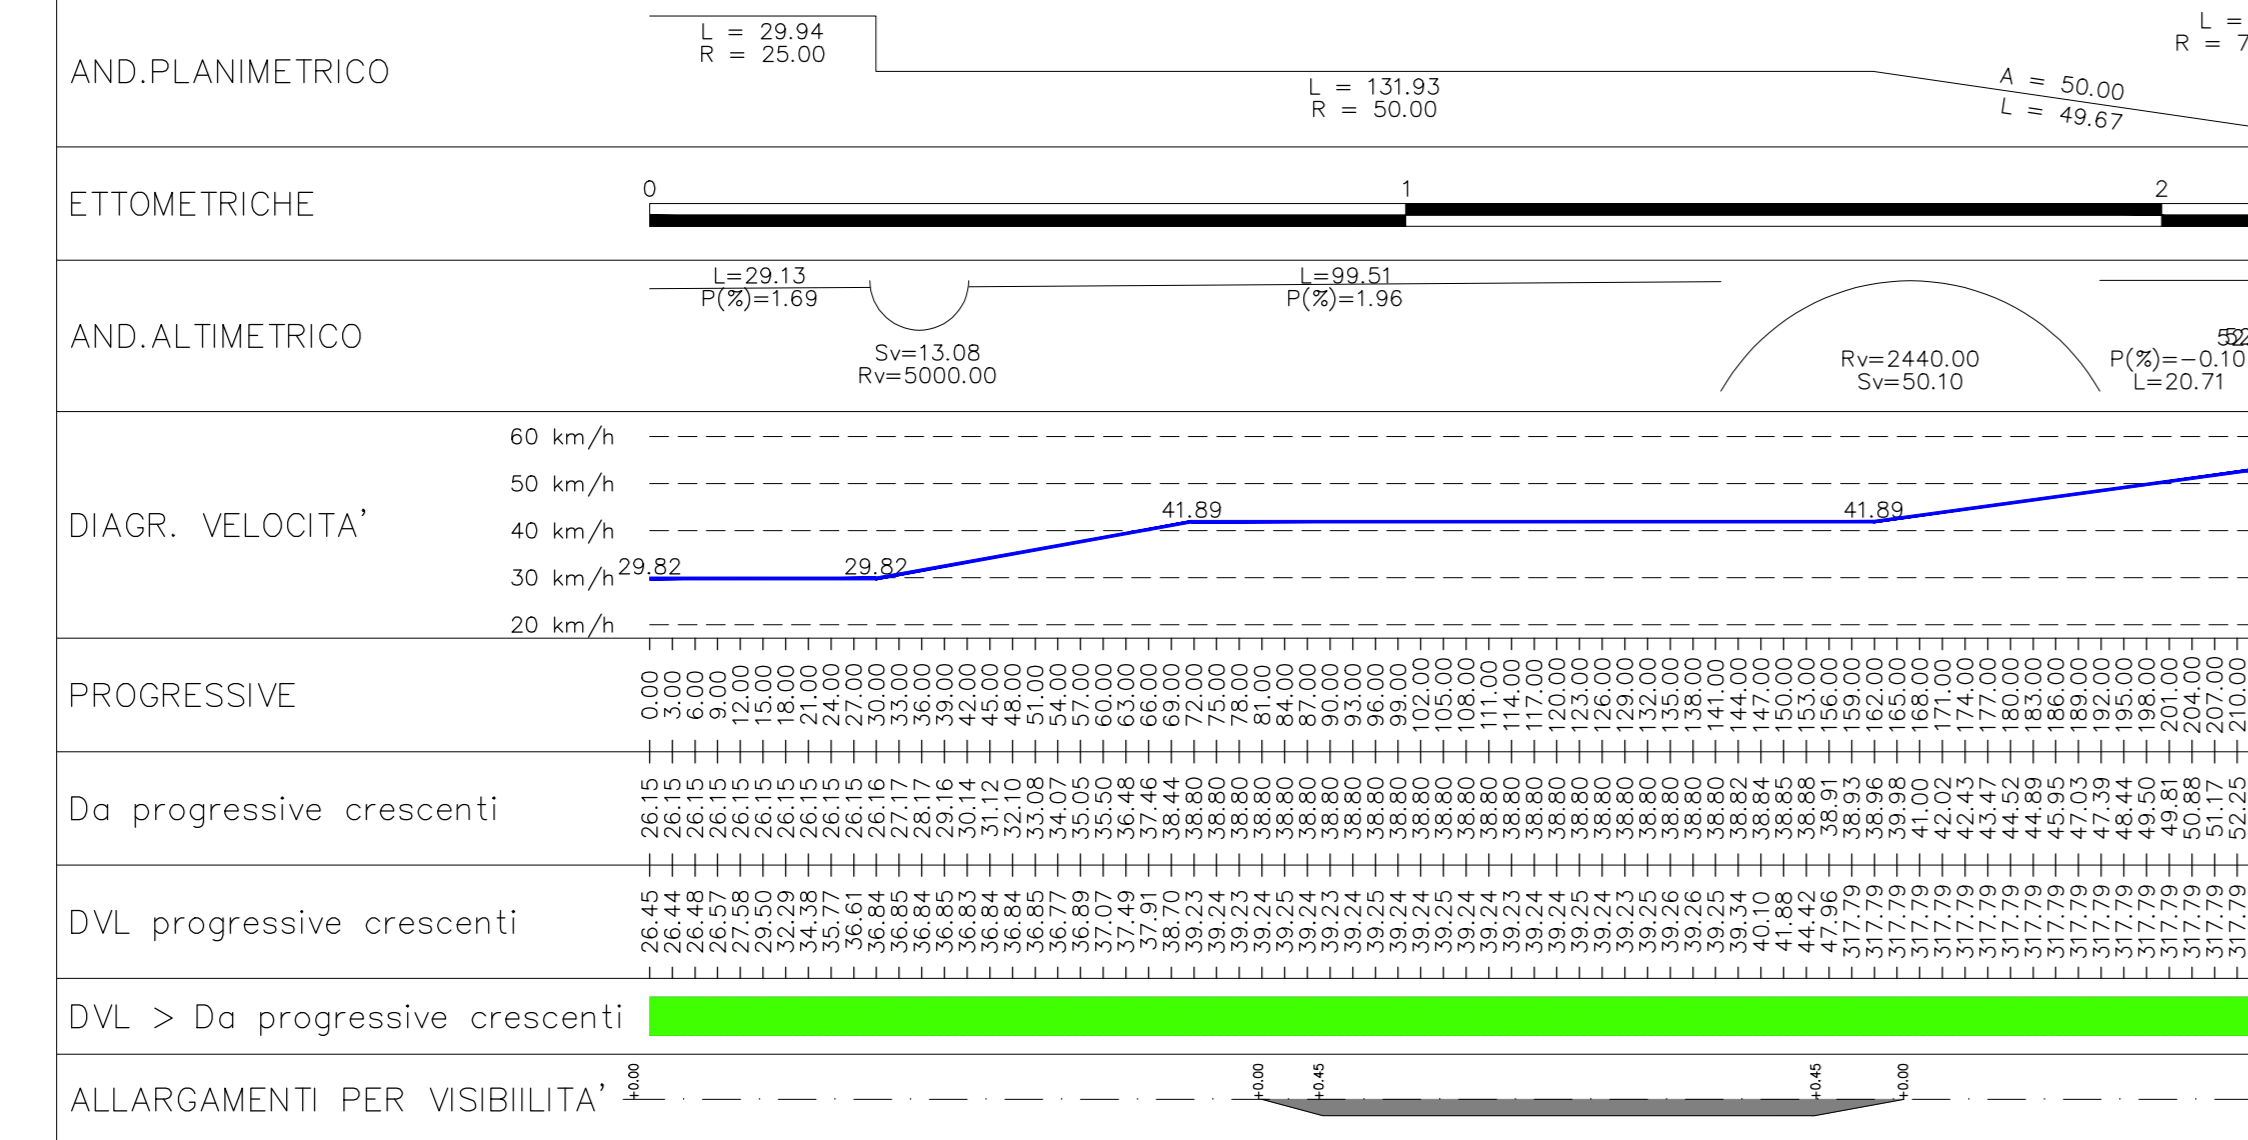 L = 29.94
R = 25.00
L =
R = 7
AND.PLANIMETRICO
L = 131.93
R = 50.00
A = 50.00
L = 49.67
ETTOMETRICHE
0 1 2
AND.ALTIMETRICO
L=29.13
P(%)=1.69
Sv=13.08
Rv=5000.00
L=99.51
P(%)=1.96
Rv=2440.00
Sv=50.10
P(%)=-0.10
L=20.71
DIAGR. VELOCITA'
60 km/h
50 km/h
40 km/h
30 km/h
20 km/h
29.82 29.82 41.89 41.89
PROGRESSIVE
0.00 3.00 6.00 9.00 12.00 15.00 18.00 21.00 24.00 27.00 30.00 33.00 36.00 39.00 42.00 45.00 48.00 51.00 54.00 57.00 60.00 63.00 66.00 69.00 72.00 75.00 78.00 81.00 84.00 87.00 90.00 93.00 96.00 99.00 102.00 105.00 108.00 111.00 114.00 117.00 120.00 123.00 126.00 129.00 132.00 135.00 138.00 141.00 144.00 147.00 150.00 153.00 156.00 159.00 162.00 165.00 168.00 171.00 174.00 177.00 180.00 183.00 186.00 189.00 192.00 195.00 198.00 201.00 204.00 207.00 210.00
Da progressive crescenti
26.15 26.15 26.15 26.15 26.15 26.15 26.15 26.15 26.15 26.15 26.16 27.17 28.17 29.16 30.14 31.12 32.10 33.08 34.07 35.05 35.50 36.48 37.46 38.44 38.80 38.80 38.80 38.80 38.80 38.80 38.80 38.80 38.80 38.80 38.80 38.80 38.80 38.80 38.80 38.80 38.80 38.80 38.80 38.80 38.80 38.80 38.80 38.80 38.82 38.84 38.85 38.88 38.91 38.93 38.96 39.98 41.00 42.02 42.43 43.47 44.52 44.89 45.95 47.03 47.39 48.44 49.50 49.81 50.88 51.17 52.25
DVL progressive crescenti
26.45 26.44 26.48 26.57 27.58 29.50 32.29 34.38 35.77 36.61 36.84 36.85 36.84 36.85 36.83 36.84 36.84 36.85 36.77 36.89 37.07 37.49 37.91 38.70 39.23 39.24 39.23 39.24 39.25 39.24 39.23 39.24 39.25 39.24 39.24 39.25 39.24 39.24 39.23 39.24 39.24 39.25 39.24 39.23 39.25 39.26 39.26 39.25 39.34 40.10 41.88 44.42 47.96 317.79 317.79 317.79 317.79 317.79 317.79 317.79 317.79 317.79 317.79 317.79 317.79 317.79 317.79 317.79 317.79 317.79 317.79
DVL > Da progressive crescenti
ALLARGAMENTI PER VISIBIILITA'
+0.00 +0.00 +0.45 +0.45 +0.00